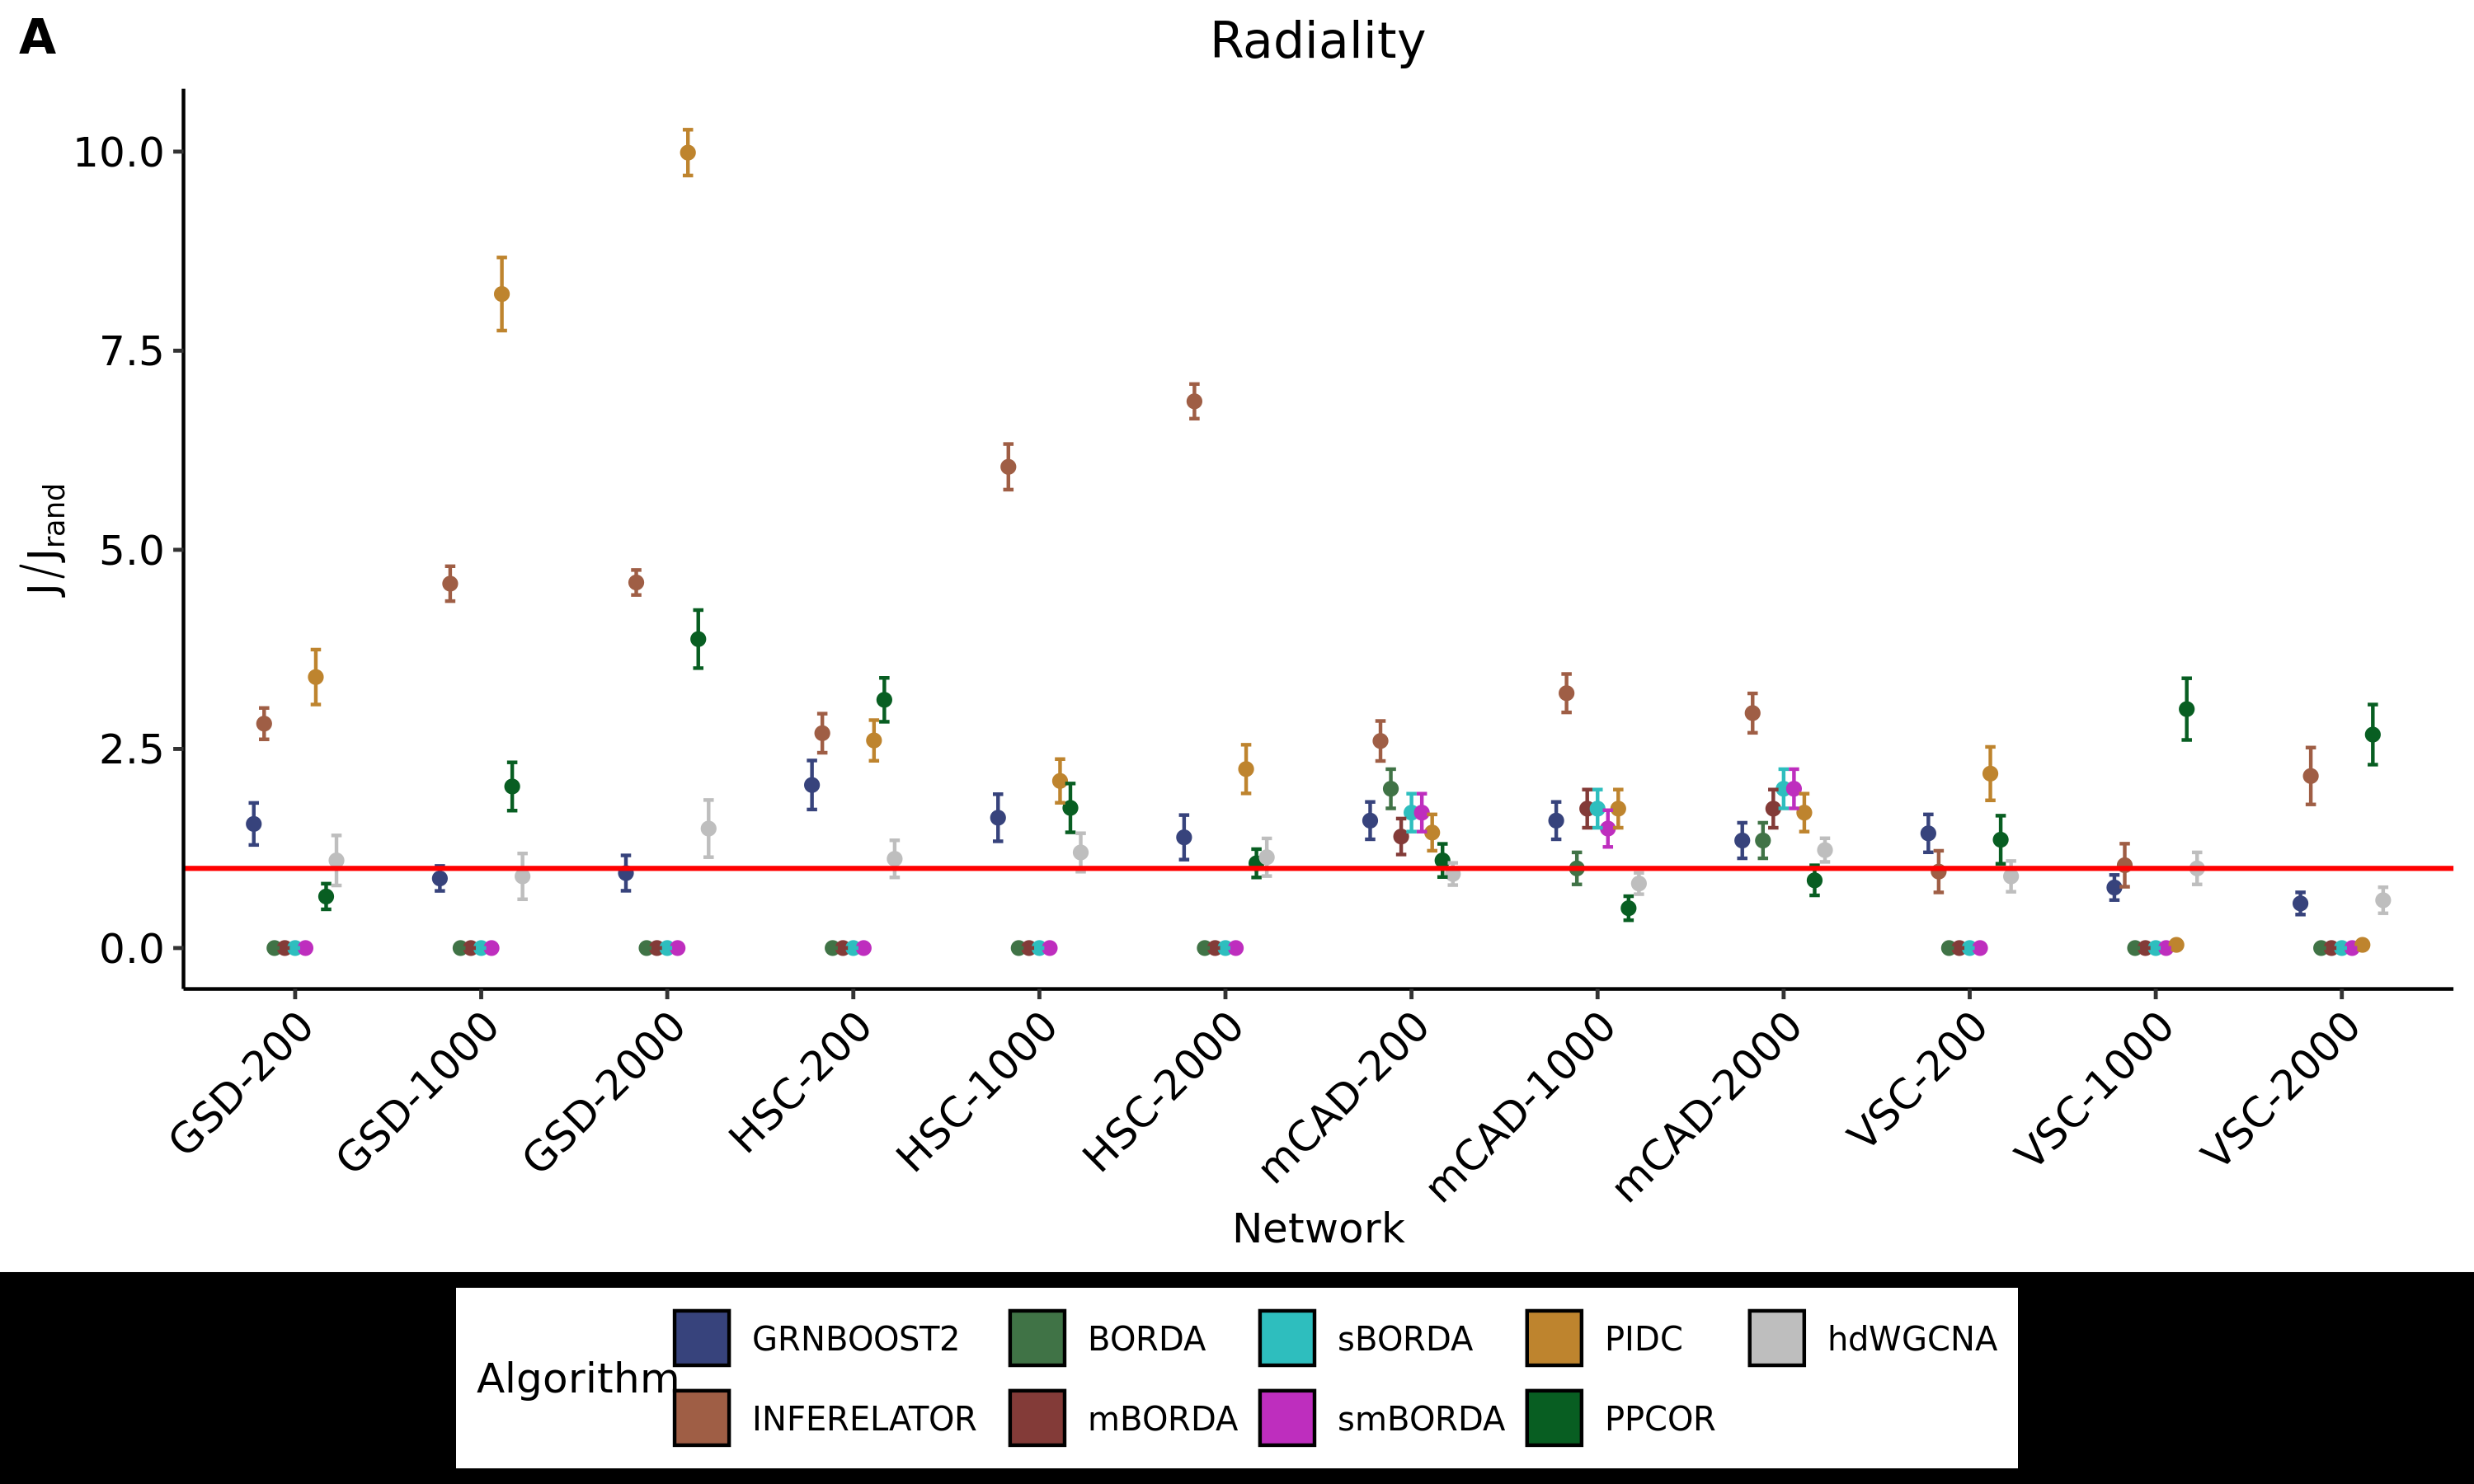 A
Radiality
10.0
7.5
5.0
2.5
0.0
J/Jrand
GSD-200
GSD-1000
GSD-2000
HSC-200
HSC-1000
HSC-2000
mCAD-200
mCAD-1000
mCAD-2000
VSC-200
VSC-1000
VSC-2000
Network
Algorithm
GRNBOOST2
BORDA
sBORDA
PIDC
hdWGCNA
INFERELATOR
mBORDA
smBORDA
PPCOR